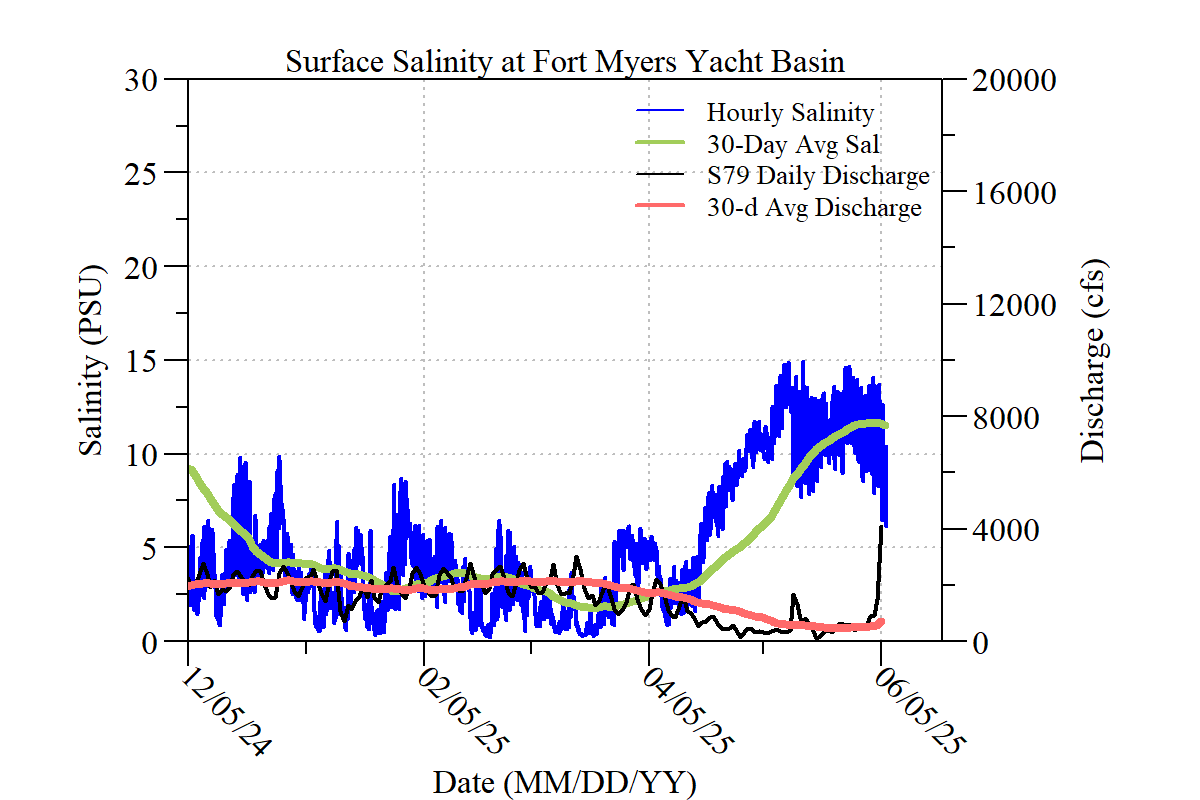 Surface Salinity at Fort Myers Yacht Basin
30
25
20
15
10
5
0
Salinity (PSU)
Hourly Salinity
30-Day Avg Sal
S79 Daily Discharge
30-d Avg Discharge
20000
16000
12000
8000
4000
0
Discharge (cfs)
12/05/24
02/05/25
04/05/25
06/05/25
Date (MM/DD/YY)